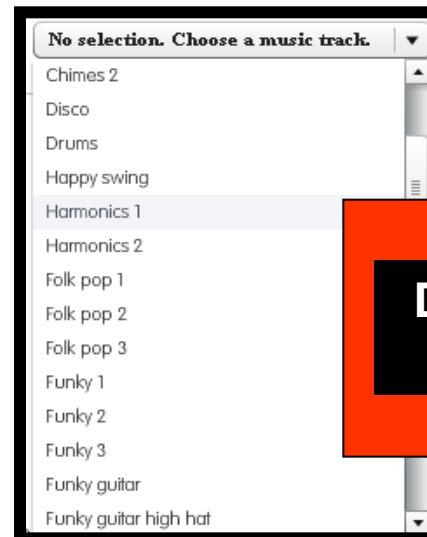 No selection. Choose a music track.
Chimes 2
Disco
Drums
Happy swing
Harmonics 1
Harmonics 2
Folk pop 1
Folk pop 2
Folk pop 3
Funky 1
Funky 2
Funky 3
Funky guitar
Funky guitar high hat